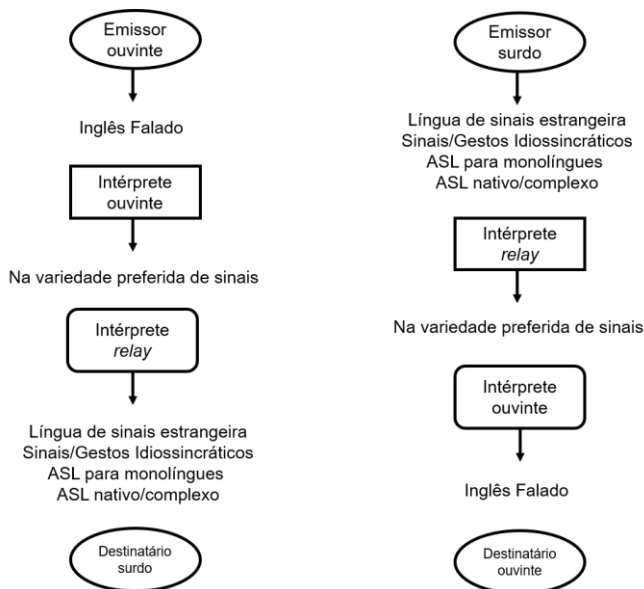 Emissor
ouvinte
Inglês Falado
Intérprete
ouvinte
Na variedade preferida de sinais
Intérprete
relay
Língua de sinais estrangeira
Sinais/Gestos Idiossincráticos
ASL para monolíngues
ASL nativo/complexo
Destinatário
surdo
Emissor
surdo
Língua de sinais estrangeira
Sinais/Gestos Idiossincráticos
ASL para monolíngues
ASL nativo/complexo
Intérprete
relay
Na variedade preferida de sinais
Intérprete
ouvinte
Inglês Falado
Destinatário
ouvinte